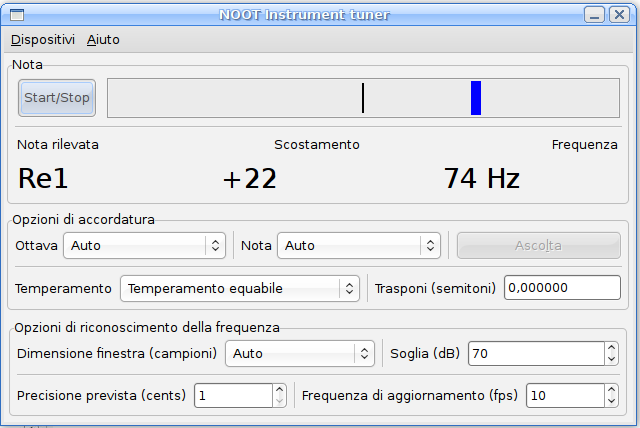 NOOT Instrument tuner
Dispositivi Aiuto
Nota
Start/Stop
Nota rilevata Scostamento Frequenza
Re1 +22 74 Hz
Opzioni di accordatura
Ottava Auto Nota Auto Ascolta
Temperamento Temperamento equabile Trasponi (semitoni) 0,000000
Opzioni di riconoscimento della frequenza
Dimensione finestra (campioni) Auto Soglia (dB) 70
Precisione prevista (cents) 1 Frequenza di aggiornamento (fps) 10